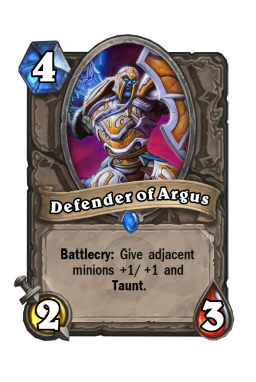 4
Defender of Argus
Battlecry: Give adjacent
minions +1/ +1 and
Taunt.
2
3